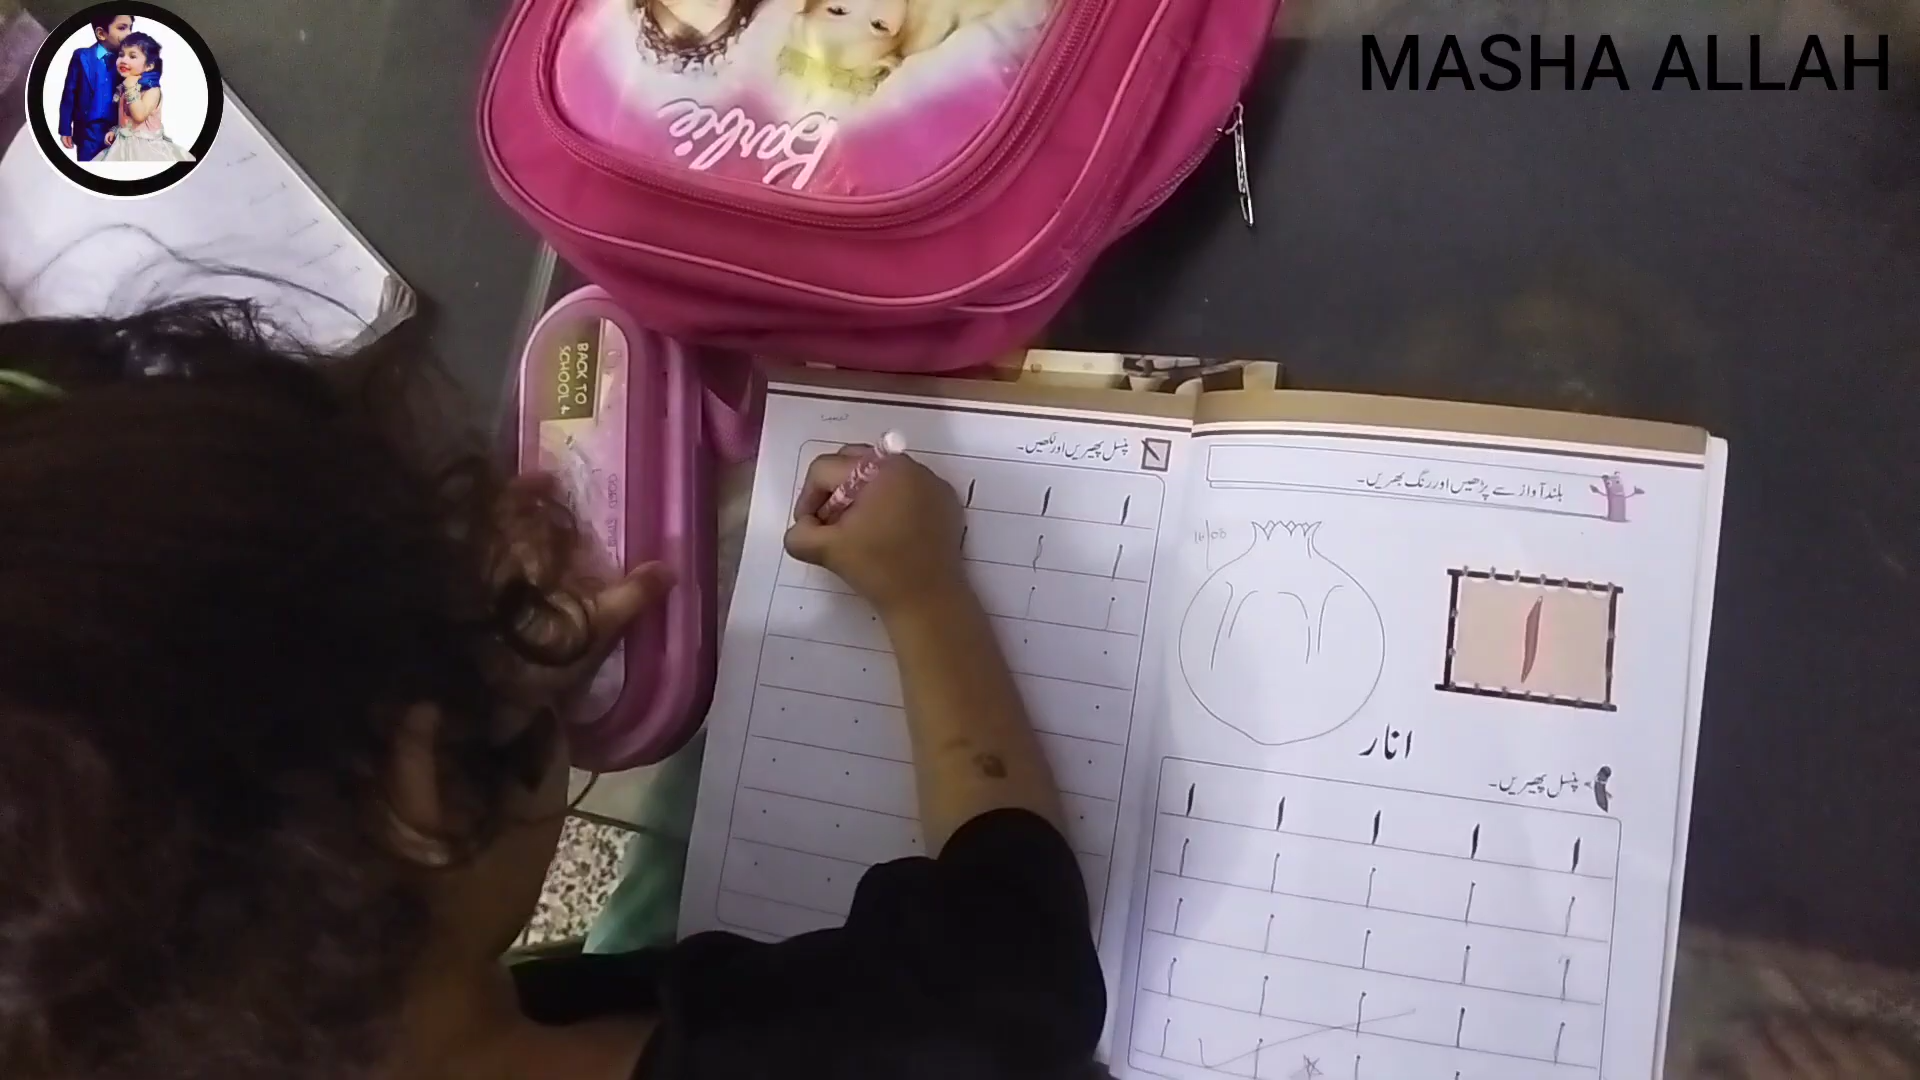 MASHA ALLAH
Barbie
BACK TO
SCHOOL &
پنسل پھیریں اور لکھیں۔
ا ا ا
بلند آواز سے پڑھیں اور رنگ بھریں۔
ا
انار
پنسل پھیریں۔
ا ا ا ا ا